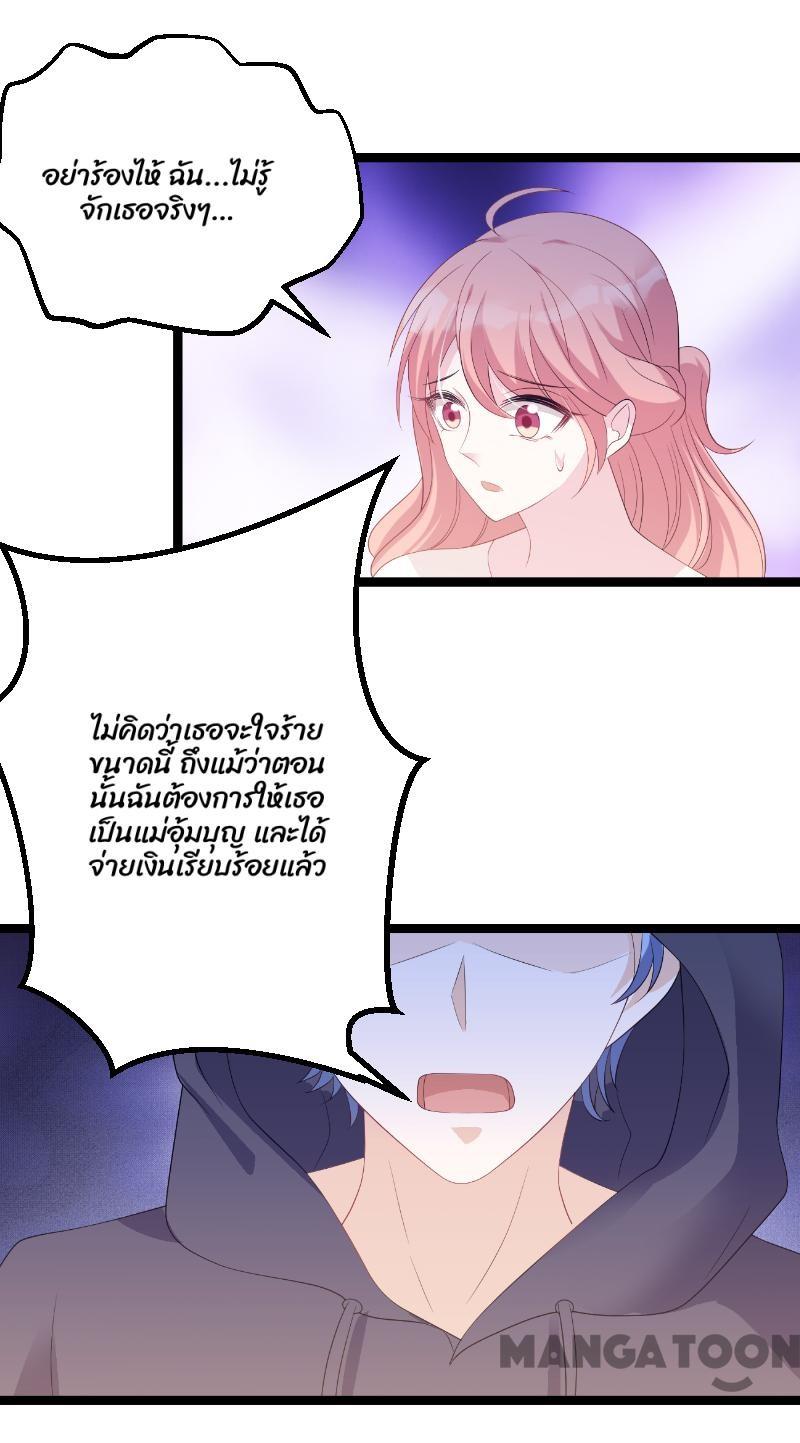 อย่าร้องไห้ ฉัน...ไม่รู้
จักเธอจริงๆ...
ไม่คิดว่าเธอจะใจร้าย
ขนาดนี้ ถึงแม้ว่าตอน
นั้นฉันต้องการให้เธอ
เป็นแม่อุ้มบุญ และได้
จ่ายเงินเรียบร้อยแล้ว
MANGATOON